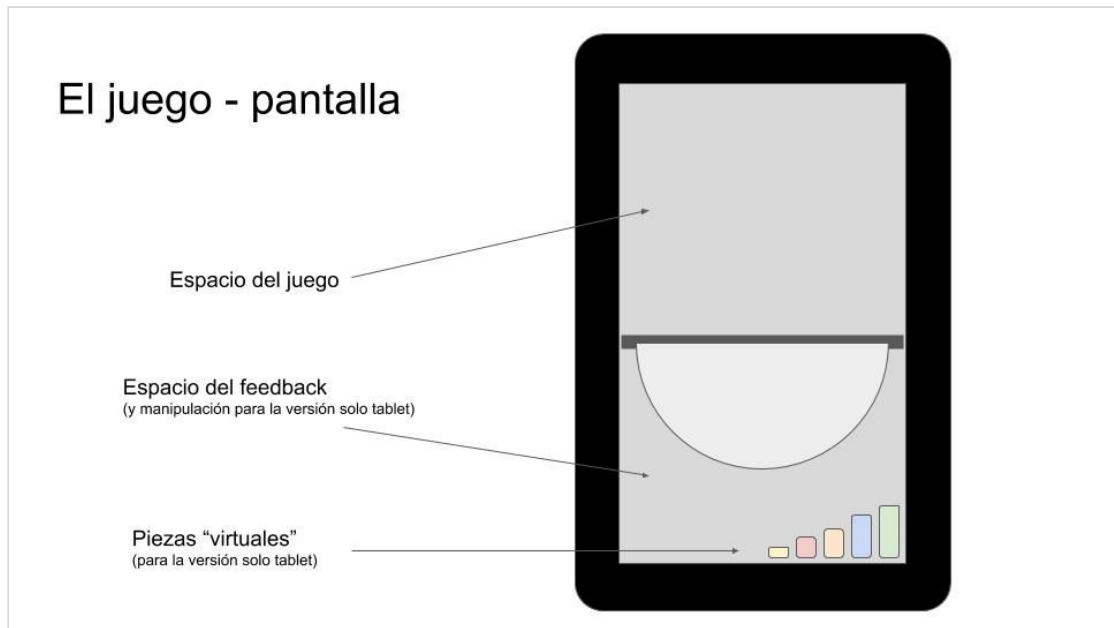 El juego - pantalla
Espacio del juego
Espacio del feedback
(y manipulación para la versión solo tablet)
Piezas “virtuales”
(para la versión solo tablet)